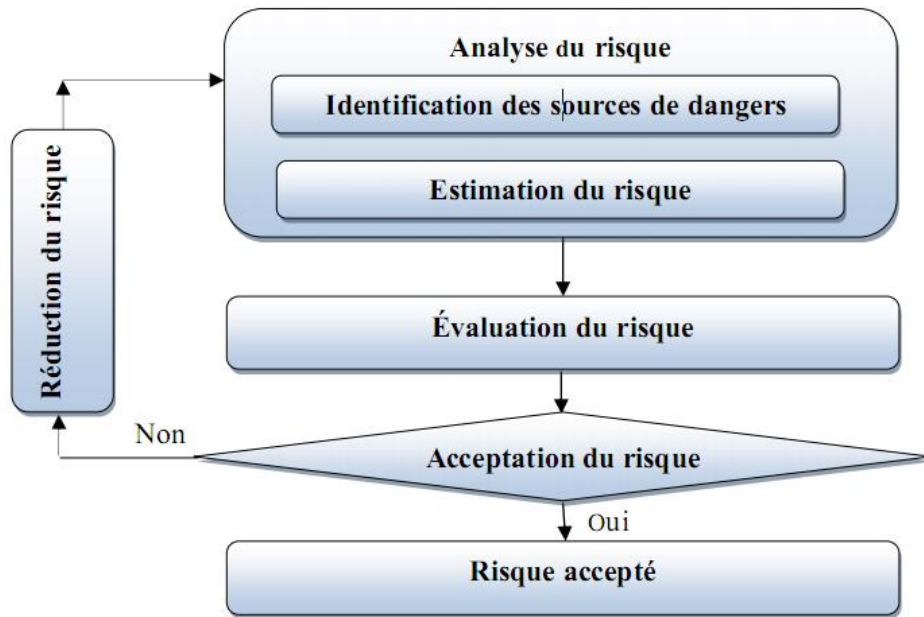 Analyse du risque
Identification des sources de dangers
Estimation du risque
Réduction du risque
Évaluation du risque
Non
Acceptation du risque
Oui
Risque accepté